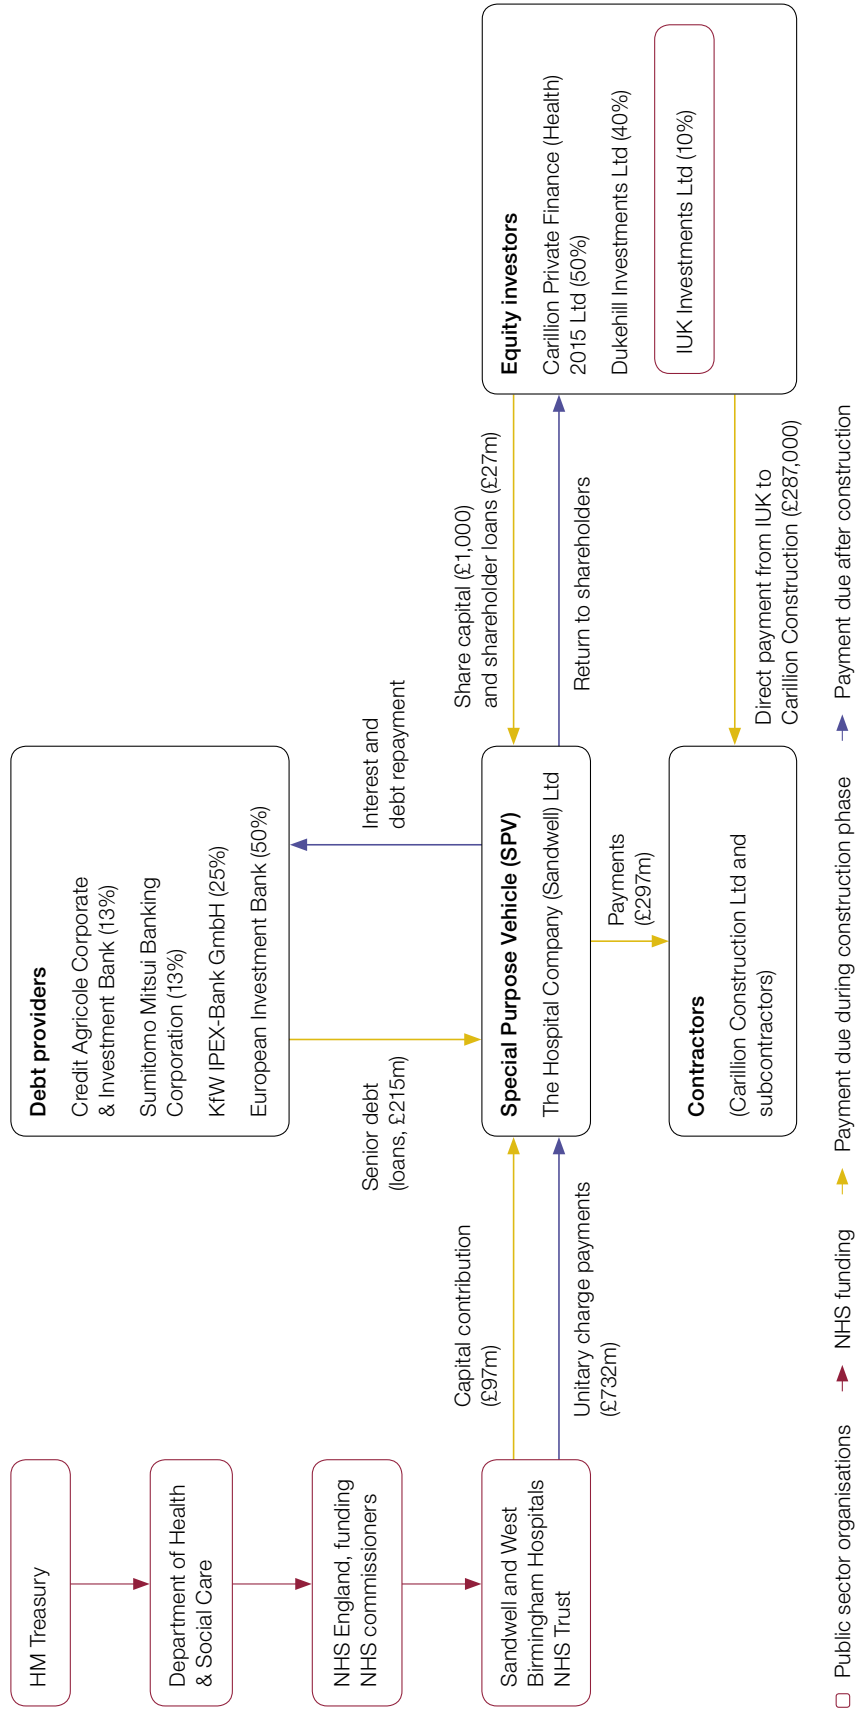 HM Treasury
Department of Health
& Social Care
NHS England, funding
NHS commissioners
Sandwell and West
Birmingham Hospitals
NHS Trust
Capital contribution
(£97m)
Unitary charge payments
(£732m)
Debt providers
Credit Agricole Corporate
& Investment Bank (13%)
Sumitomo Mitsui Banking
Corporation (13%)
KfW IPEX-Bank GmbH (25%)
European Investment Bank (50%)
Senior debt
(loans, £215m)
Interest and
debt repayment
Special Purpose Vehicle (SPV)
The Hospital Company (Sandwell) Ltd
Payments
(£297m)
Contractors
(Carillion Construction Ltd and
subcontractors)
Share capital (£1,000)
and shareholder loans (£27m)
Return to shareholders
Direct payment from IUK to
Carillion Construction (£287,000)
Equity investors
Carillion Private Finance (Health)
2015 Ltd (50%)
Dukehill Investments Ltd (40%)
IUK Investments Ltd (10%)
Public sector organisations
NHS funding
Payment due during construction phase
Payment due after construction